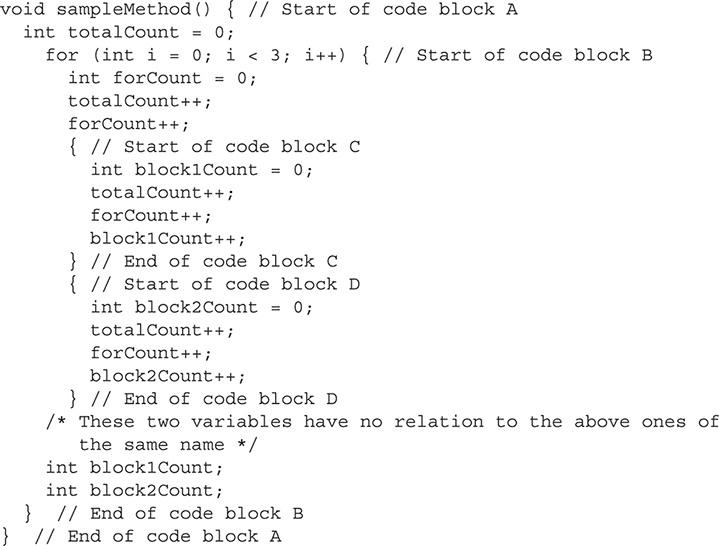 void sampleMethod() { // Start of code block A
  int totalCount = 0;
    for (int i = 0; i < 3; i++) { // Start of code block B
      int forCount = 0;
      totalCount++;
      forCount++;
      { // Start of code block C
        int block1Count = 0;
        totalCount++;
        forCount++;
        block1Count++;
      } // End of code block C
      { // Start of code block D
        int block2Count = 0;
        totalCount++;
        forCount++;
        block2Count++;
      } // End of code block D
    /* These two variables have no relation to the above ones of
       the same name */
    int block1Count;
    int block2Count;
  }  // End of code block B
}  // End of code block A